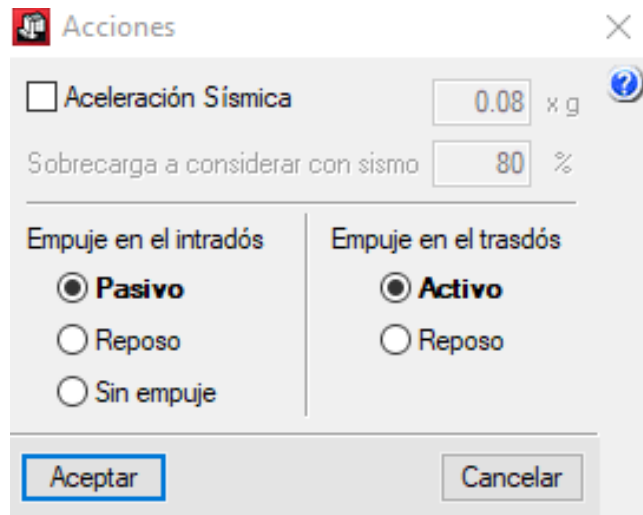 Acciones
Aceleración Sísmica 0.08 x g
Sobrecarga a considerar con sismo 80 %
Empuje en el intradós
Pasivo
Reposo
Sin empuje
Empuje en el trasdós
Activo
Reposo
Aceptar
Cancelar